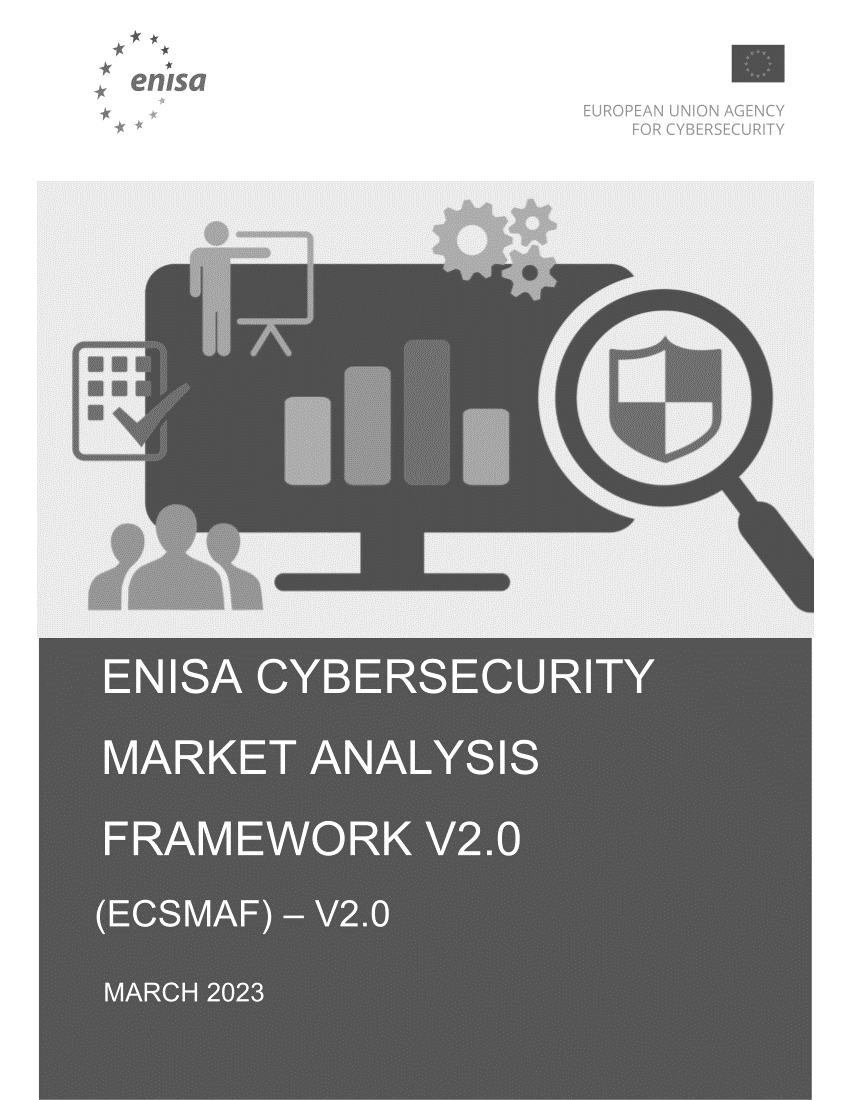 enisa
EUROPEAN UNION AGENCY
FOR CYBERSECURITY
ENISA CYBERSECURITY
MARKET ANALYSIS
FRAMEWORK V2.0
(ECSMAF) – V2.0
MARCH 2023